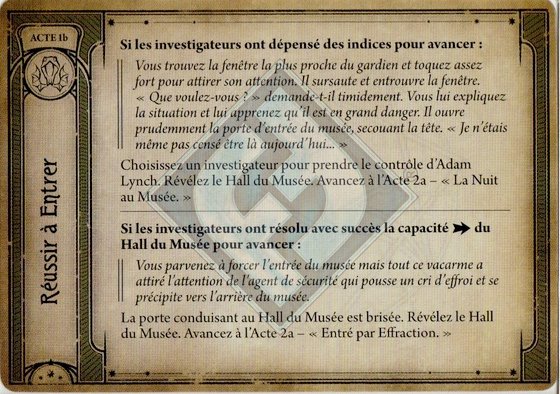 ACTE 1b
Réussir à Entrer
Si les investigateurs ont dépensé des indices pour avancer :
Vous trouvez la fenêtre la plus proche du gardien et toquez assez
fort pour attirer son attention. Il sursaute et entrouvre la fenêtre.
« Que voulez-vous ? » demande-t-il timidement. Vous lui expliquez
la situation et lui apprenez qu'il est en grand danger. Il ouvre
prudemment la porte d'entrée du musée, secouant la tête. « Je n'étais
même pas censé être là aujourd'hui... »
Choisissez un investigateur pour prendre le contrôle d'Adam
Lynch. Révélez le Hall du Musée. Avancez à l'Acte 2a – « La Nuit
au Musée. »
Si les investigateurs ont résolu avec succès la capacité du
Hall du Musée pour avancer :
Vous parvenez à forcer l'entrée du musée mais tout ce vacarme a
attiré l'attention de l'agent de sécurité qui pousse un cri d'effroi et se
précipite vers l'arrière du musée.
La porte conduisant au Hall du Musée est brisée. Révélez le Hall
du Musée. Avancez à l'Acte 2a – « Entré par Effraction. »